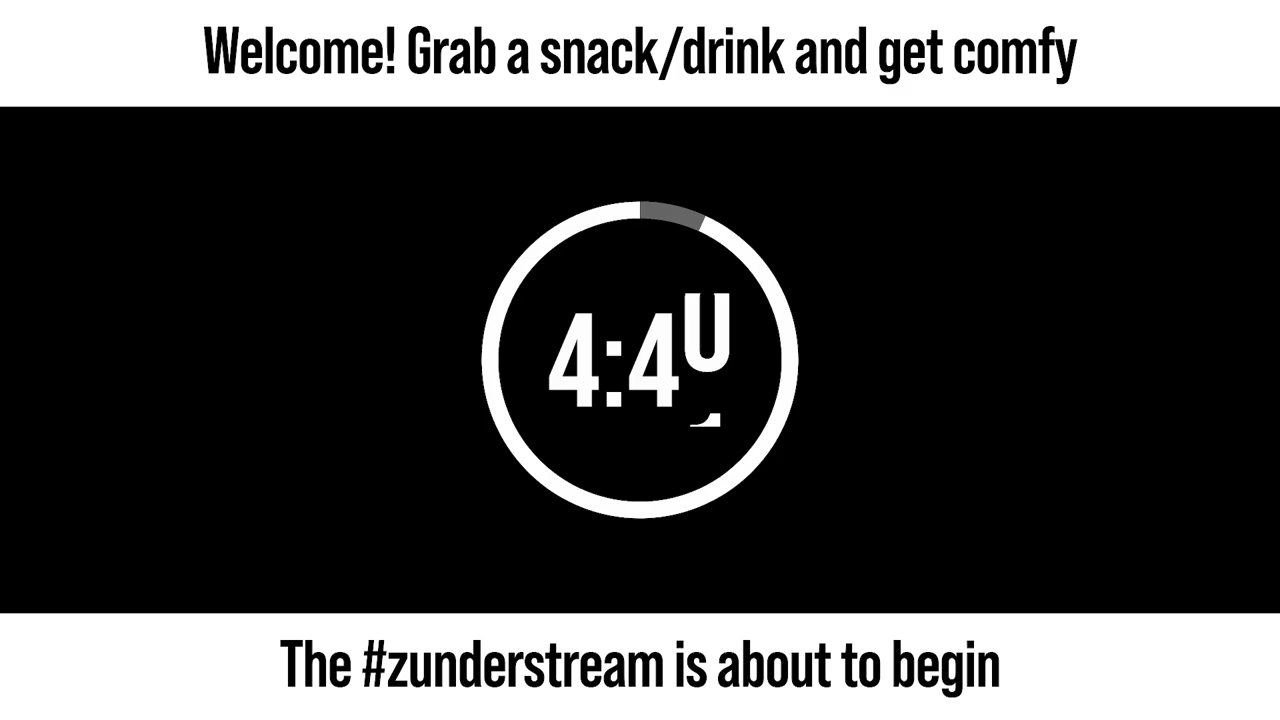 Welcome! Grab a snack/drink and get comfy
4:4
The #zunderstream is about to begin